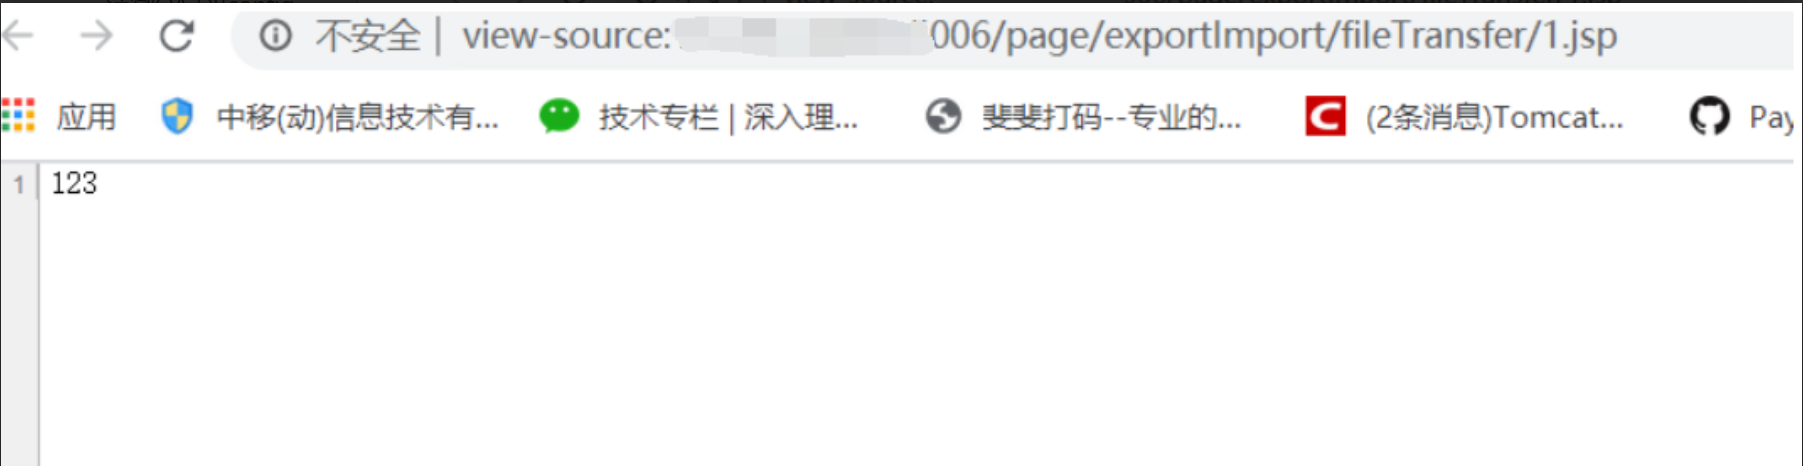 不安全 | view-source: 006/page/exportImport/fileTransfer/1.jsp
应用 中移(动)信息技术有... 技术专栏 | 深入理... 斐斐打码--专业的... (2条消息)Tomcat... Pay
1 123